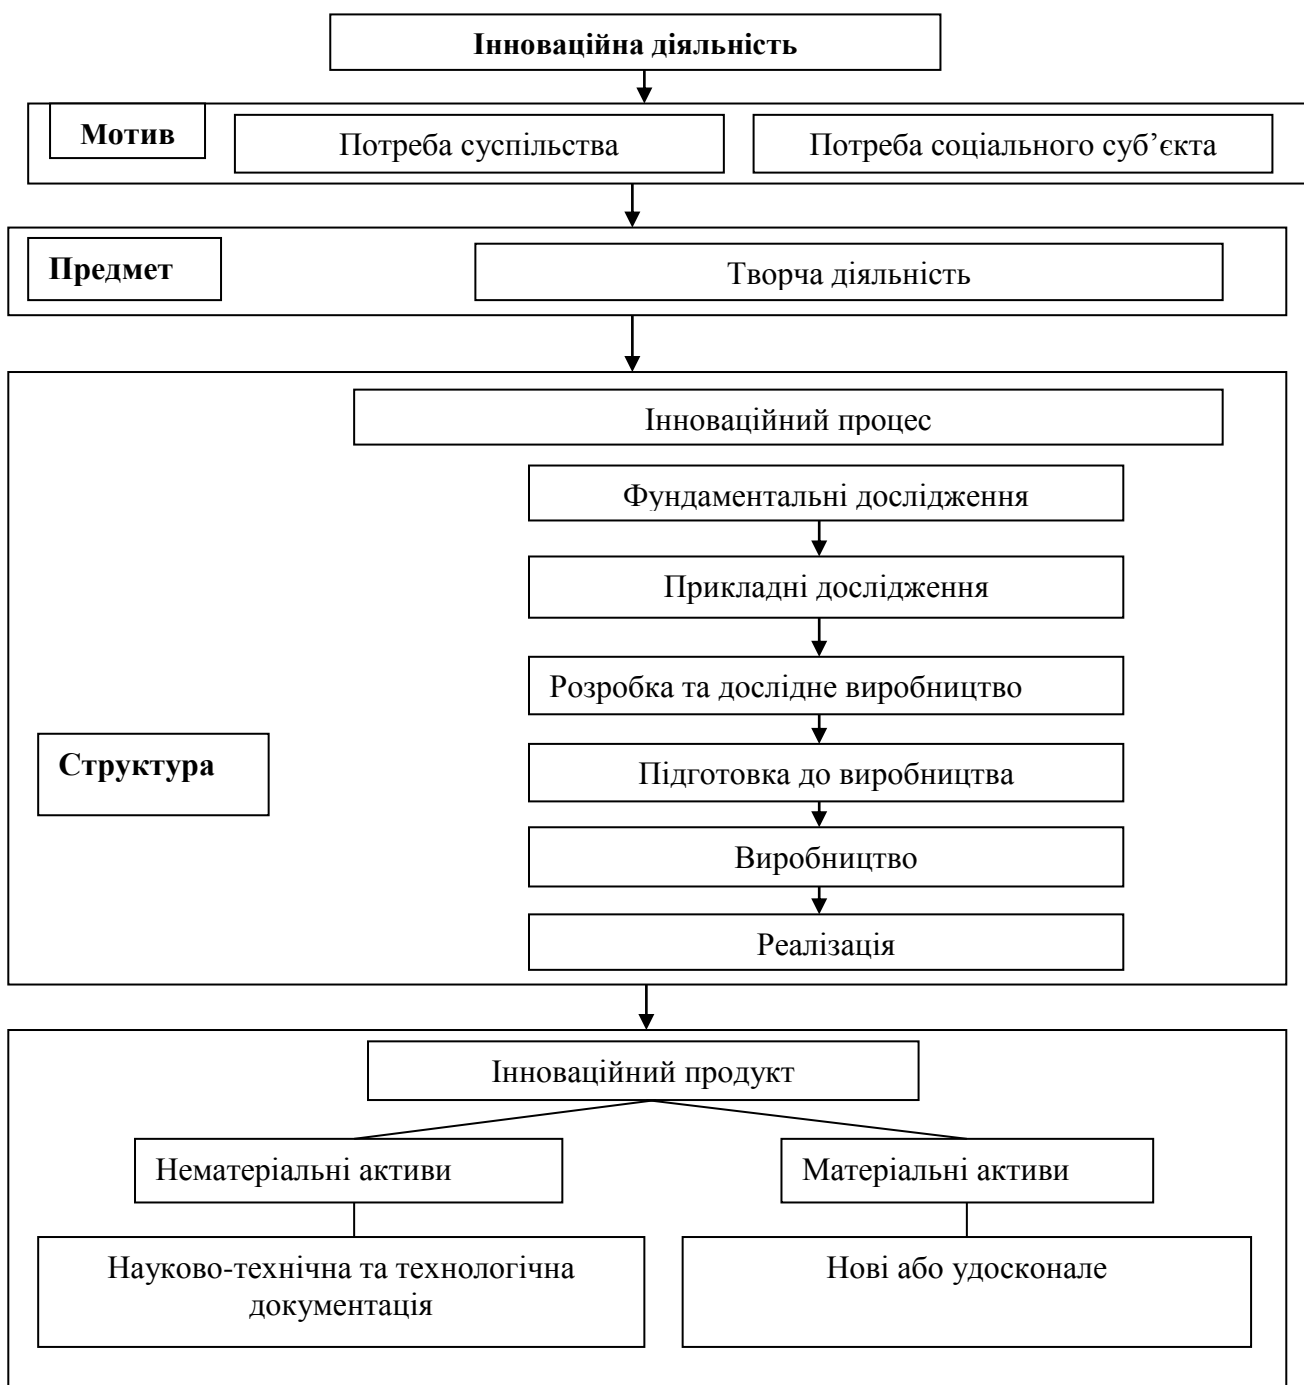 Інноваційна діяльність
Мотив
Потреба суспільства
Потреба соціального суб’єкта
Предмет
Творча діяльність
Інноваційний процес
Фундаментальні дослідження
Прикладні дослідження
Розробка та дослідне виробництво
Структура
Підготовка до виробництва
Виробництво
Реалізація
Інноваційний продукт
Нематеріальні активи
Матеріальні активи
Науково-технічна та технологічна
документація
Нові або удосконале